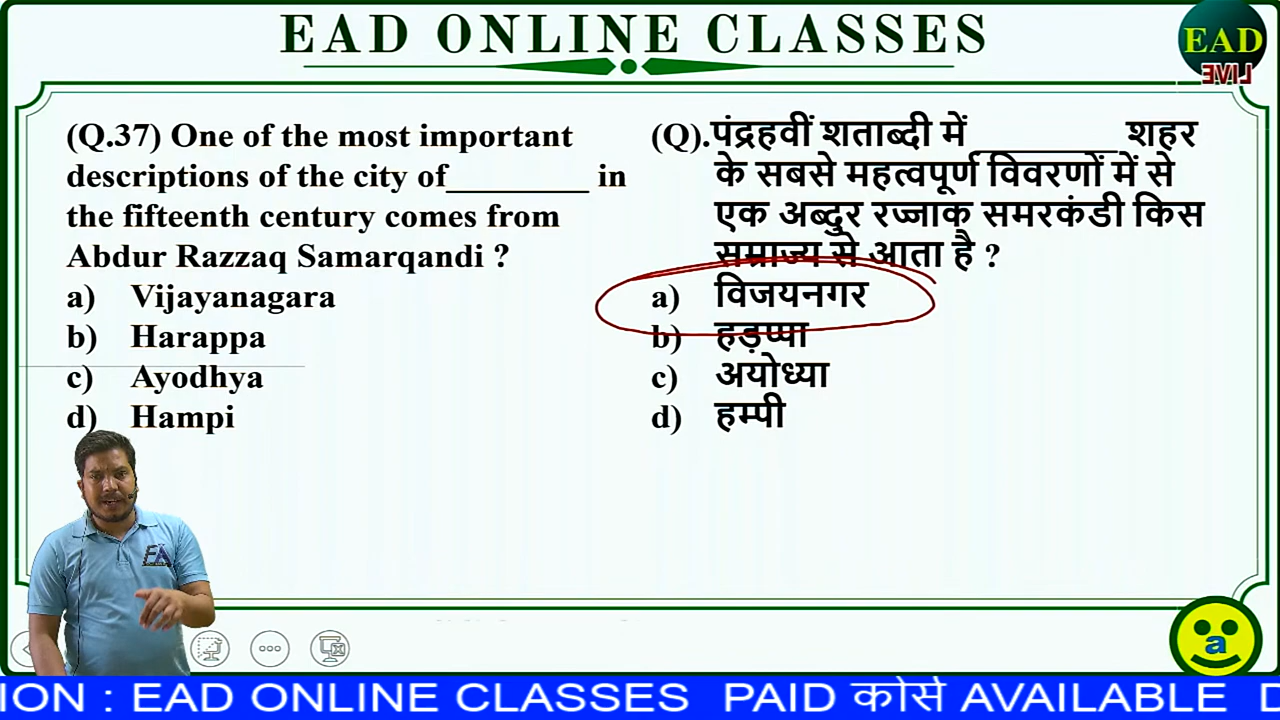 EAD ONLINE CLASSES
EAD
LIVE
(Q.37) One of the most important
descriptions of the city of_________ in
the fifteenth century comes from
Abdur Razzaq Samarqandi ?
a) Vijayanagara
b) Harappa
c) Ayodhya
d) Hampi
(Q).पंद्रहवीं शताब्दी में_________ शहर
के सबसे महत्वपूर्ण विवरणों में से
एक अब्दुर रज्जाक समरकंडी किस
सम्राज्य से आता है ?
a) विजयनगर
b) हड़प्पा
c) अयोध्या
d) हम्पी
a
ION : EAD ONLINE CLASSES PAID कोर्स AVAILABLE D